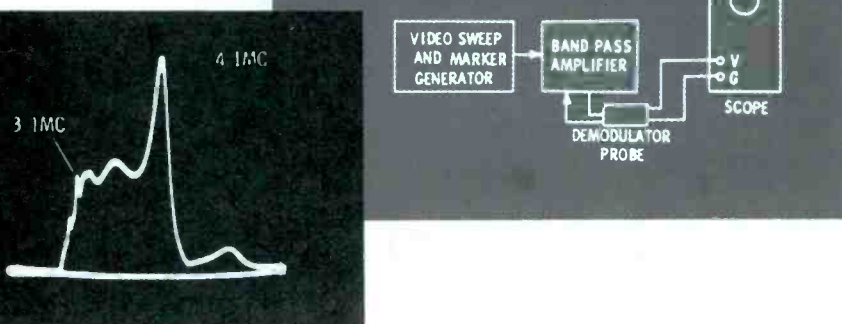 4.1MC
3.1MC
VIDEO SWEEP
AND MARKER
GENERATOR
BAND PASS
AMPLIFIER
V
G
SCOPE
DEMODULATOR
PROBE